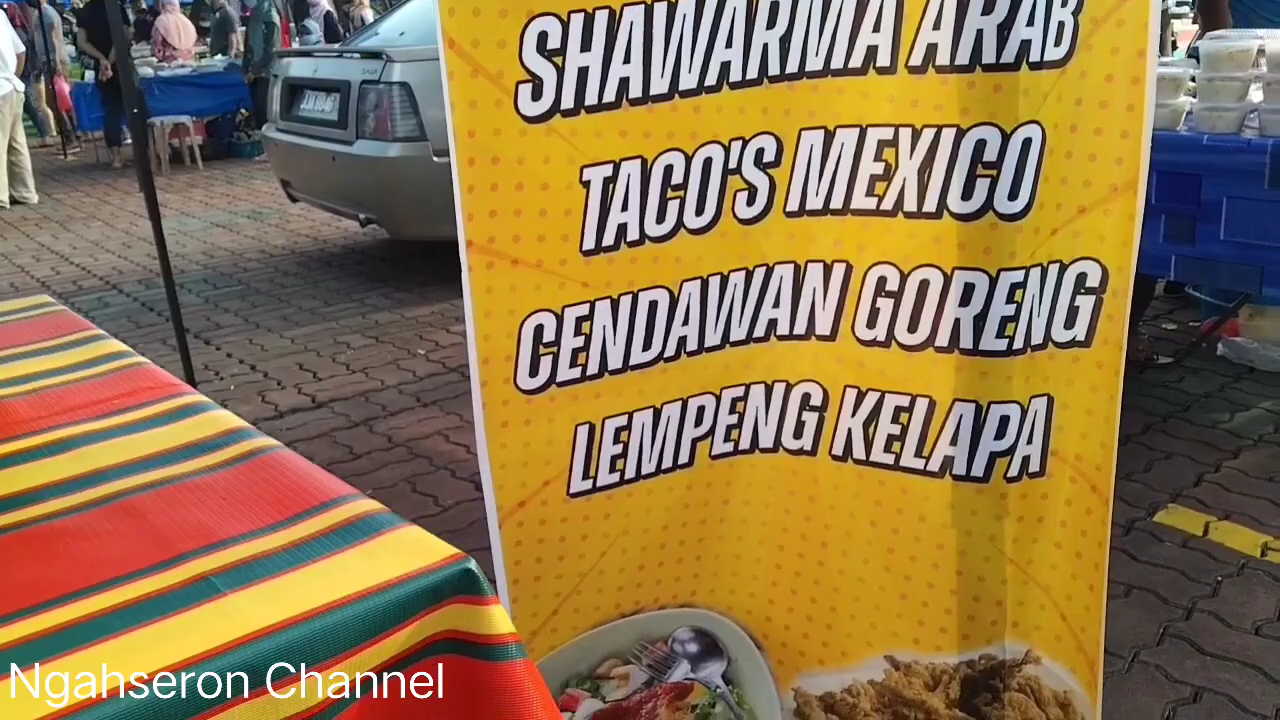 SHAWARMA ARAB
TACO'S MEXICO
CENDAWAN GORENG
LEMPENG KELAPA
Ngahseron Channel